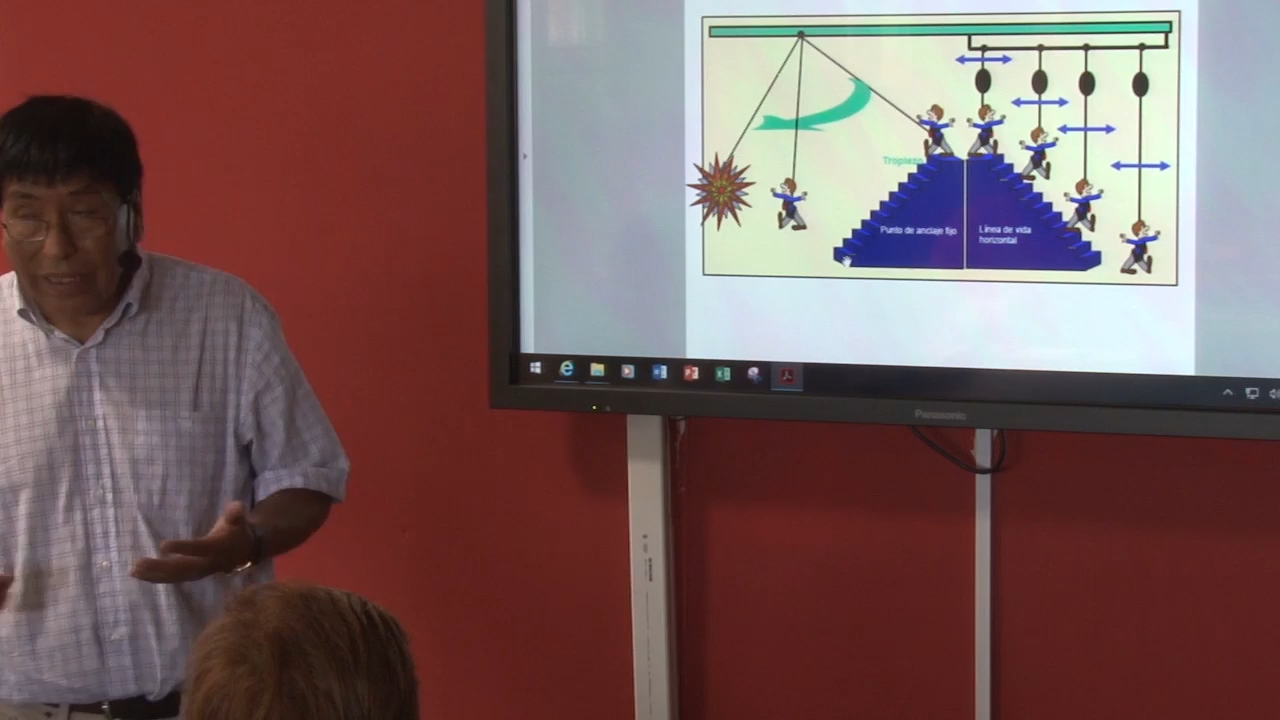 Tropiezo
Punto de anclaje fijo
Línea de vida
horizontal
Panasonic